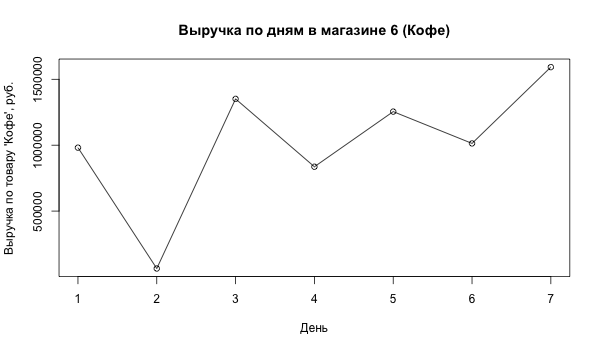 Выручка по дням в магазине 6 (Кофе)
Выручка по товару 'Кофе', руб.
1500000
1000000
500000
1 2 3 4 5 6 7
День